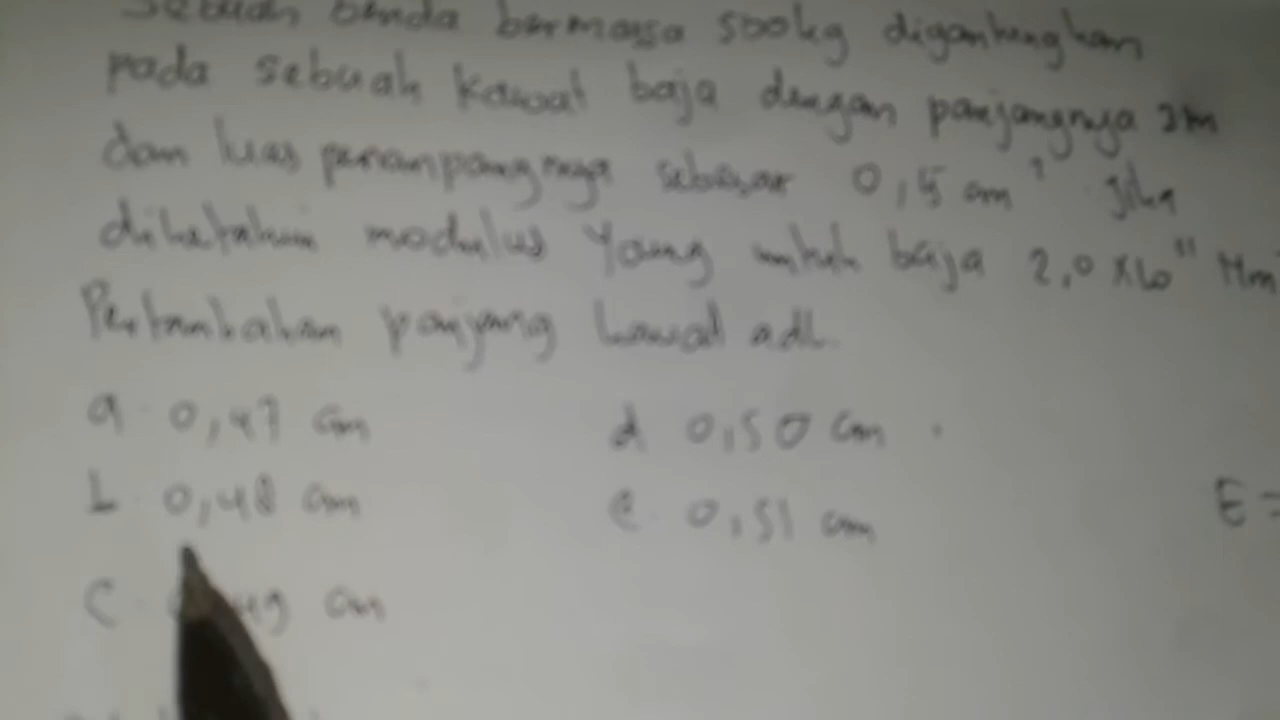 Sebuah benda bermassa 500kg digantungkan
pada sebuah kawat baja dengan panjangnya 3m
dan luas penampangnya sebesar 0,15 cm² jika
diketahui modulus Young untuk baja 2,0 x10¹¹ N/m²
Pertambahan panjang kawat adl.
a. 0,47 cm d 0,50 cm.
b 0,48 cm e. 0,51 cm
E =
c. cm